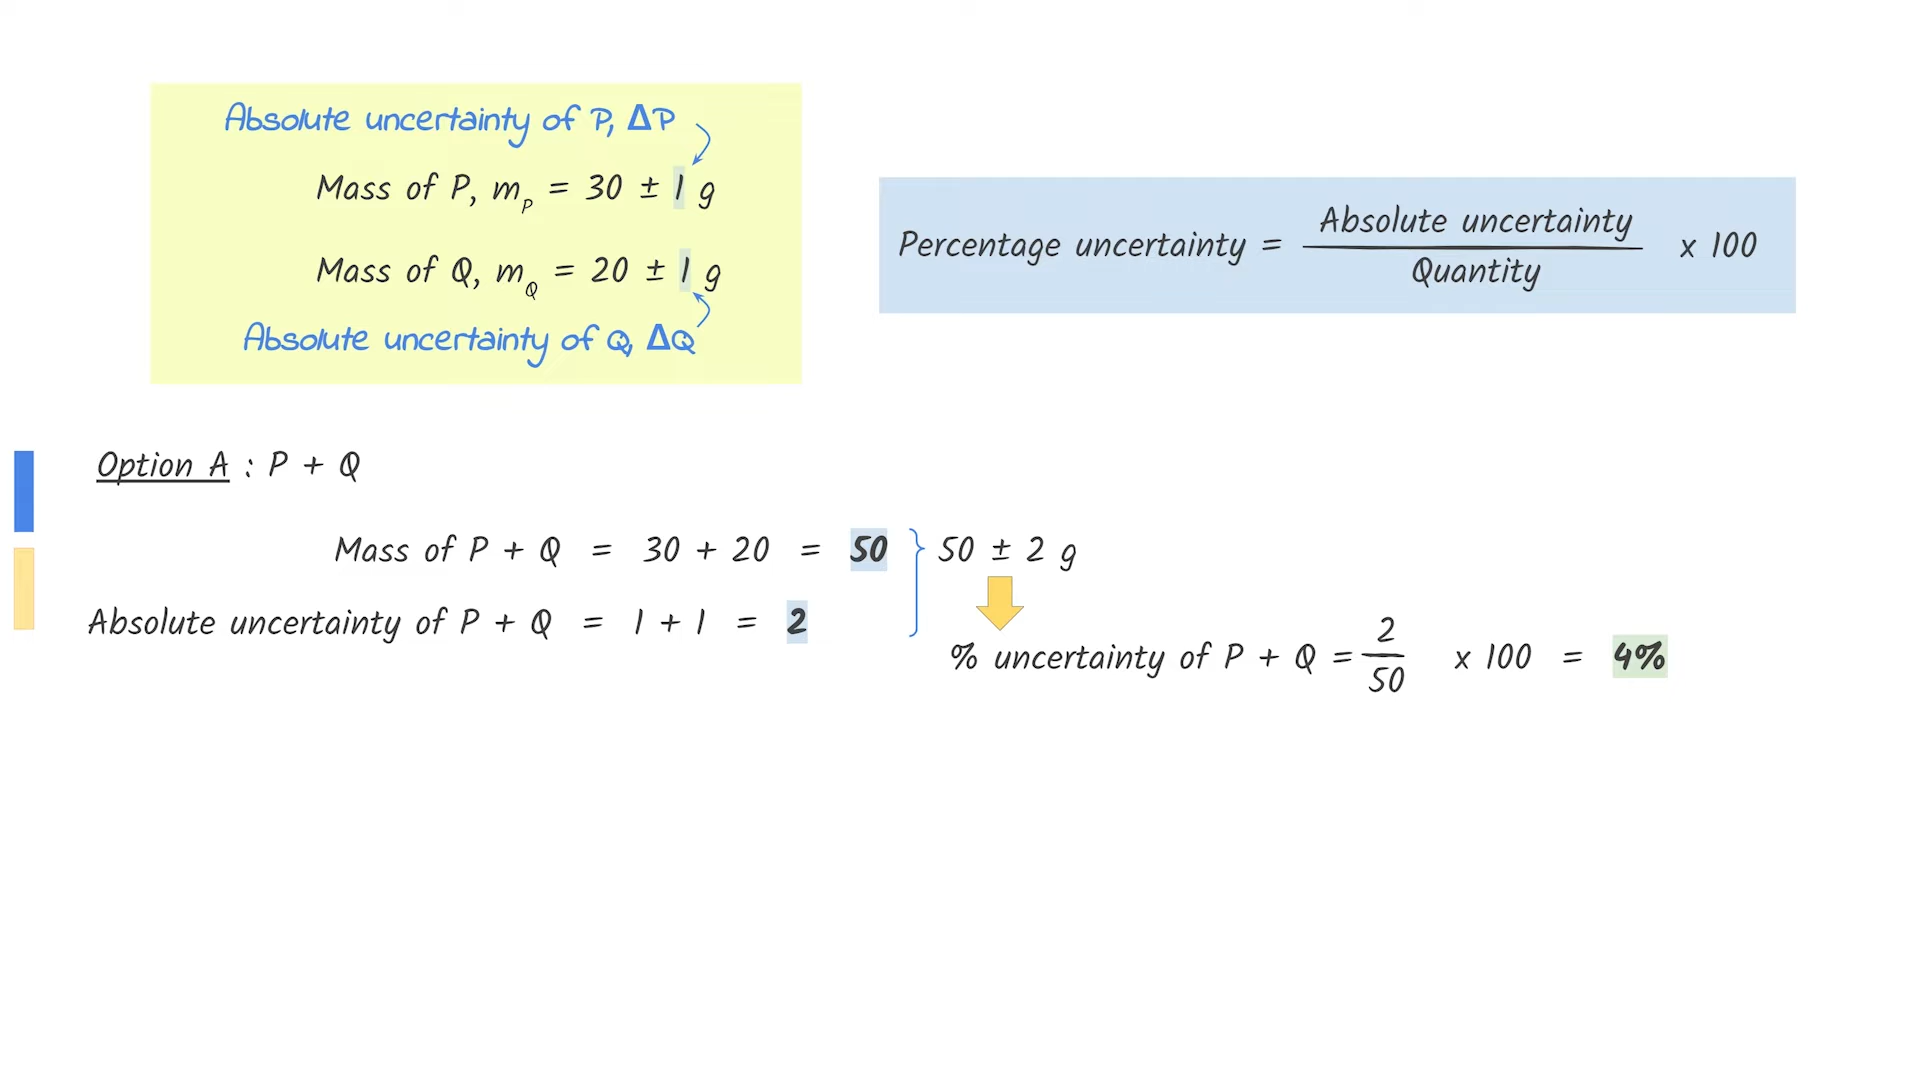 Absolute uncertainty of P, ΔP
Mass of P, mP = 30 ± 1 g
Mass of Q, mQ = 20 ± 1 g
Absolute uncertainty of Q, ΔQ
Percentage uncertainty = Absolute uncertainty / Quantity x 100
Option A : P + Q
Mass of P + Q = 30 + 20 = 50
50 ± 2 g
Absolute uncertainty of P + Q = 1 + 1 = 2
% uncertainty of P + Q = 2 / 50 x 100 = 4%